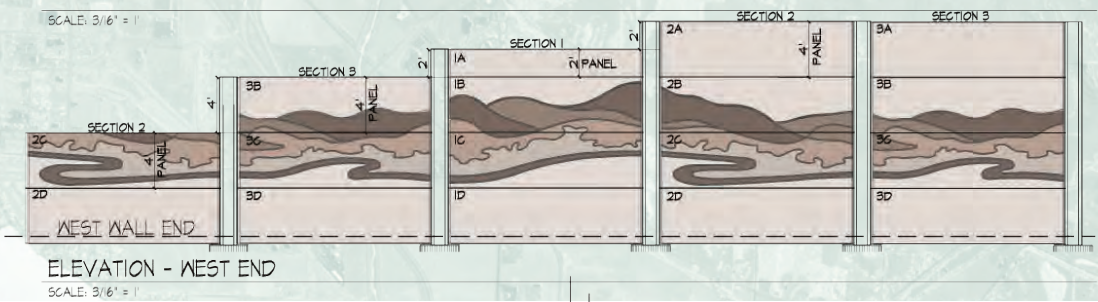 SCALE: 3/16" = 1'
SECTION 2
SECTION 3
2'
2A
3A
4'
PANEL
SECTION 1
2'
1A
2'
PANEL
SECTION 3
4'
3B
4'
PANEL
1B
2B
3B
SECTION 2
2C
4'
PANEL
3C
1C
2C
3C
2D
3D
1D
2D
3D
WEST WALL END
ELEVATION - WEST END
SCALE: 3/16" = 1'